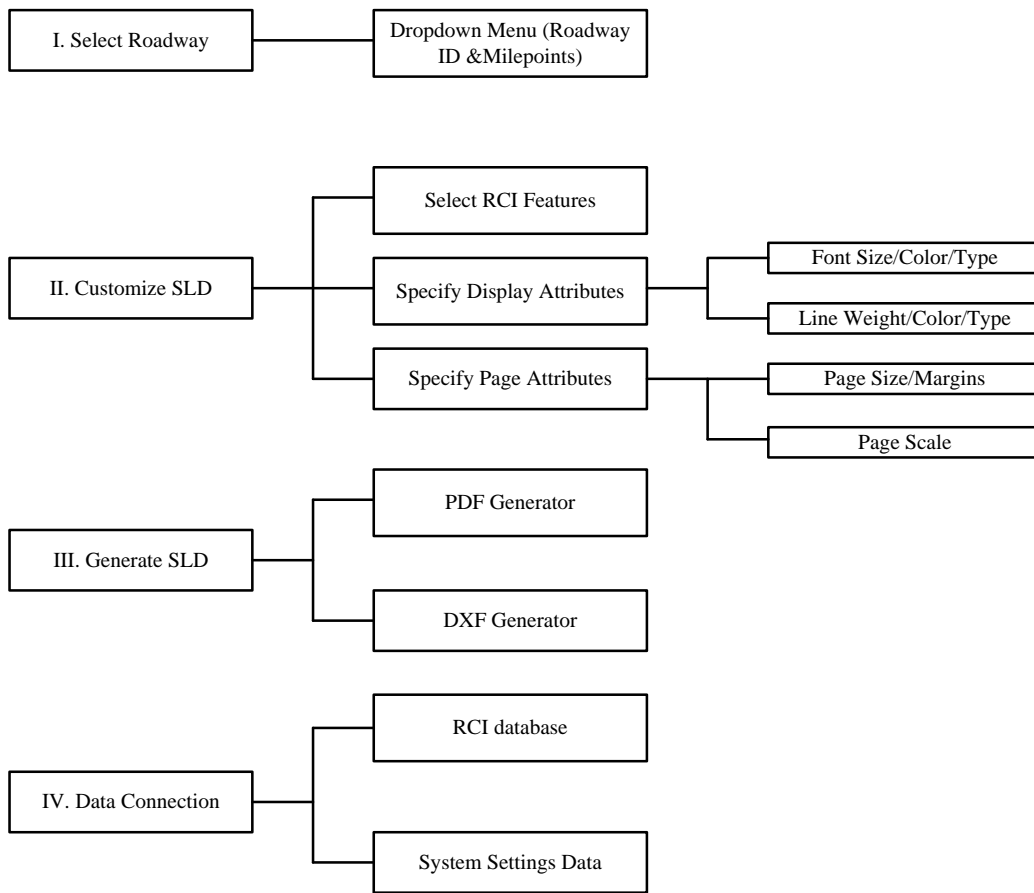 I. Select Roadway
Dropdown Menu (Roadway
ID &Milepoints)
Select RCI Features
II. Customize SLD
Specify Display Attributes
Font Size/Color/Type
Line Weight/Color/Type
Specify Page Attributes
Page Size/Margins
Page Scale
III. Generate SLD
PDF Generator
DXF Generator
IV. Data Connection
RCI database
System Settings Data